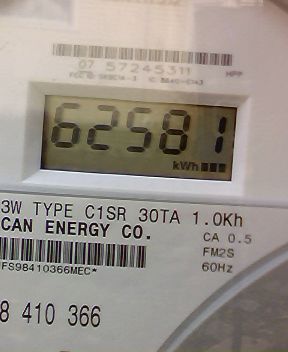 07 57245311 HPP
62581
kWh
3W TYPE C1SR 30TA 1.0Kh
CAN ENERGY CO. CA 0.5
FM2S
FS98410366MEC* 60Hz
8 410 366